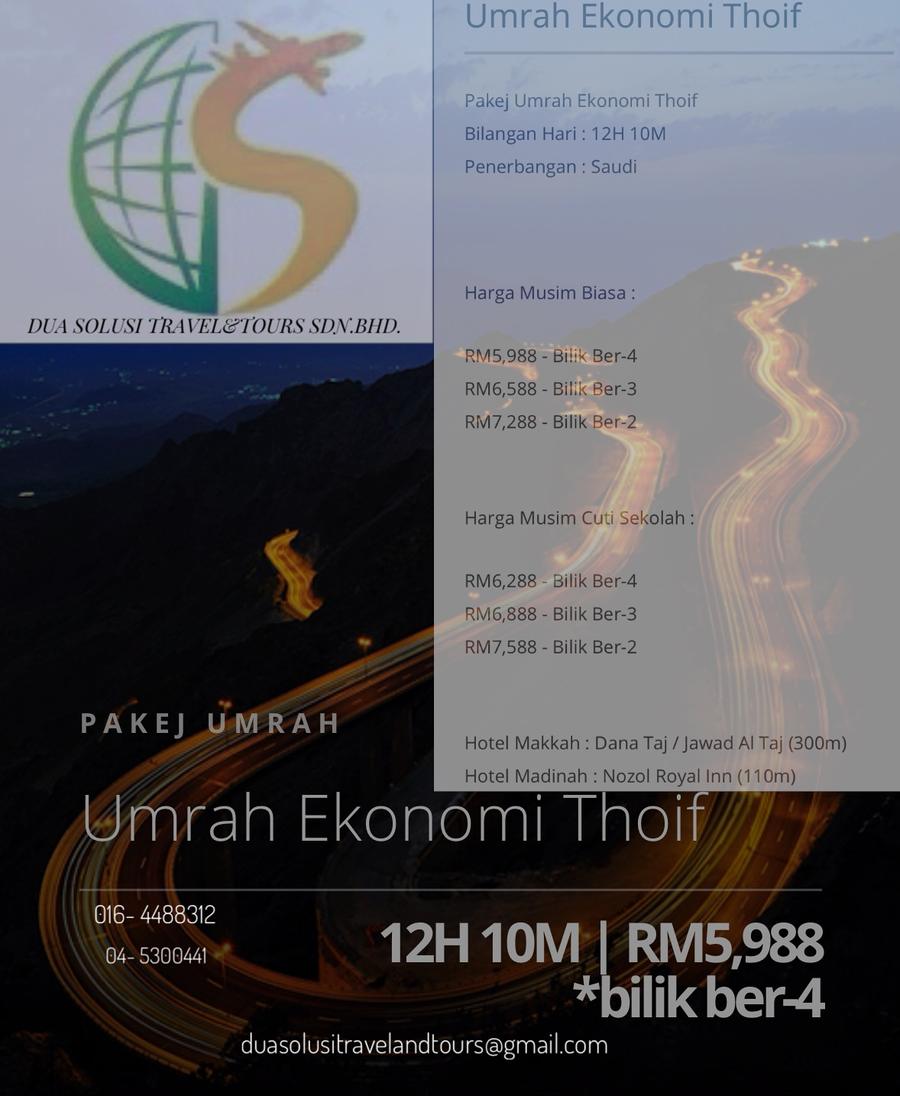 DUA SOLUSI TRAVEL&TOURS SDN.BHD.
Umrah Ekonomi Thoif
Pakej Umrah Ekonomi Thoif
Bilangan Hari : 12H 10M
Penerbangan : Saudi
Harga Musim Biasa :
RM5,988 - Bilik Ber-4
RM6,588 - Bilik Ber-3
RM7,288 - Bilik Ber-2
Harga Musim Cuti Sekolah :
RM6,288 - Bilik Ber-4
RM6,888 - Bilik Ber-3
RM7,588 - Bilik Ber-2
Hotel Makkah : Dana Taj / Jawad Al Taj (300m)
Hotel Madinah : Nozol Royal Inn (110m)
PAKEJ UMRAH
Umrah Ekonomi Thoif
016- 4488312
04- 5300441
12H 10M | RM5,988
*bilik ber-4
duasolusitravelandtours@gmail.com